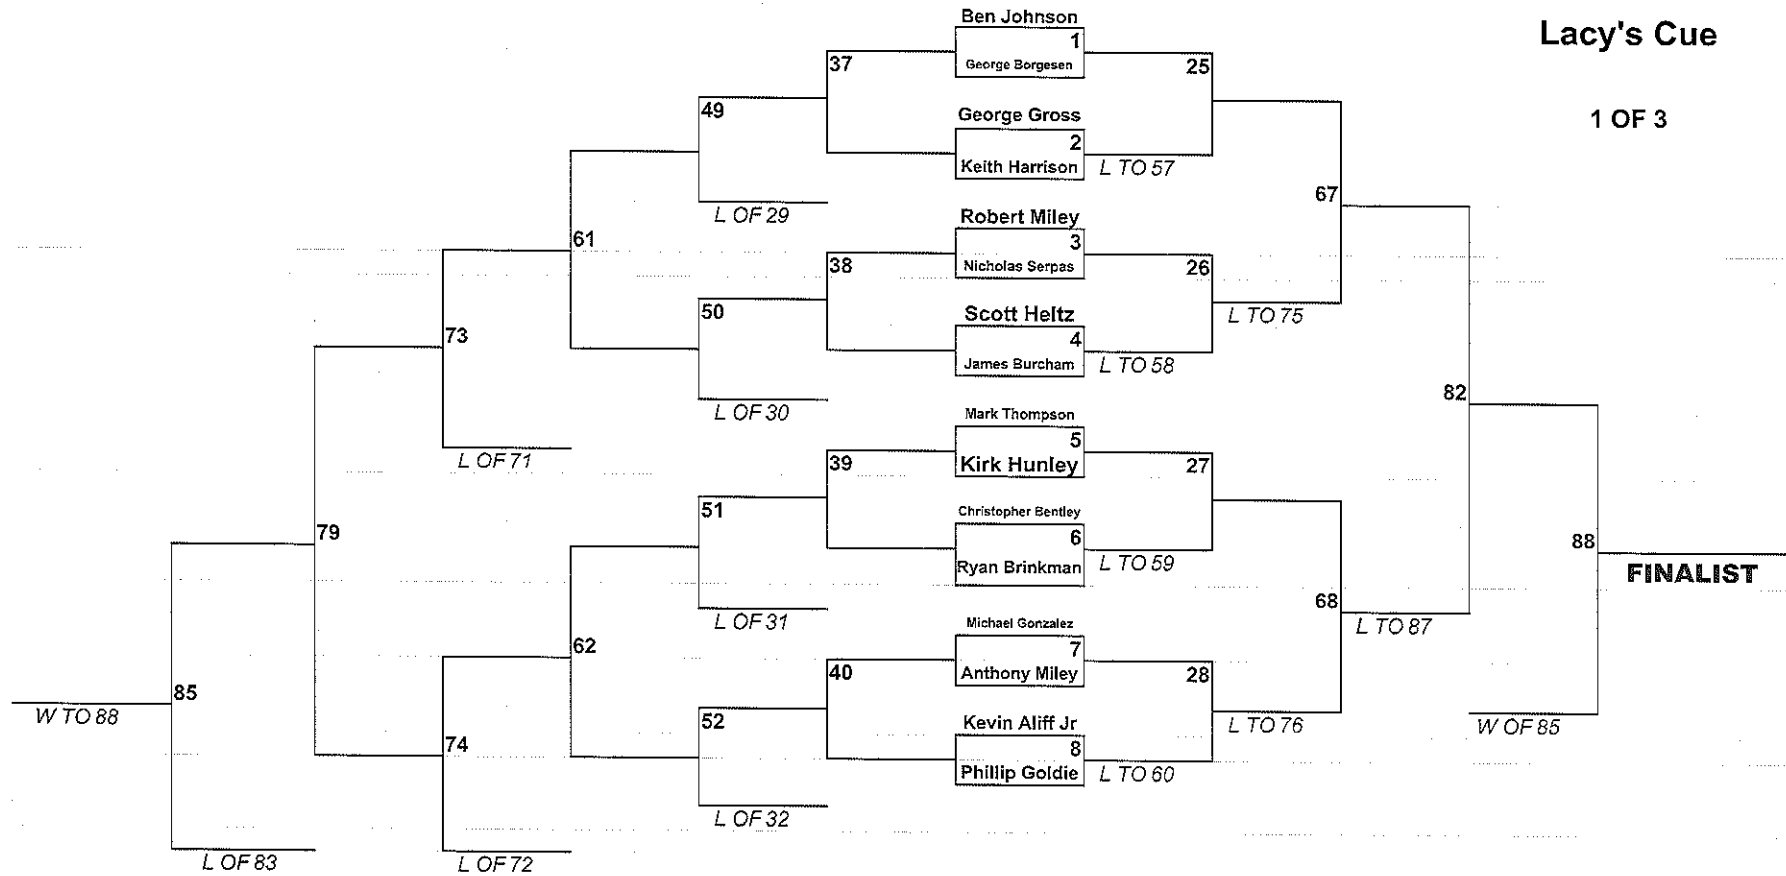 Lacy's Cue
1 OF 3
Ben Johnson
1
George Borgesen
37
25
49
George Gross
2
Keith Harrison
L TO 57
L OF 29
67
61
Robert Miley
3
Nicholas Serpas
38
26
50
Scott Heltz
4
James Burcham
L TO 58
L TO 75
73
L OF 30
82
Mark Thompson
5
Kirk Hunley
39
27
L OF 71
51
Christopher Bentley
6
Ryan Brinkman
L TO 59
79
88
FINALIST
L OF 31
68
L TO 87
62
Michael Gonzalez
7
Anthony Miley
40
28
85
W TO 88
52
Kevin Aliff Jr
8
Phillip Goldie
L TO 60
L TO 76
W OF 85
74
L OF 32
L OF 83
L OF 72